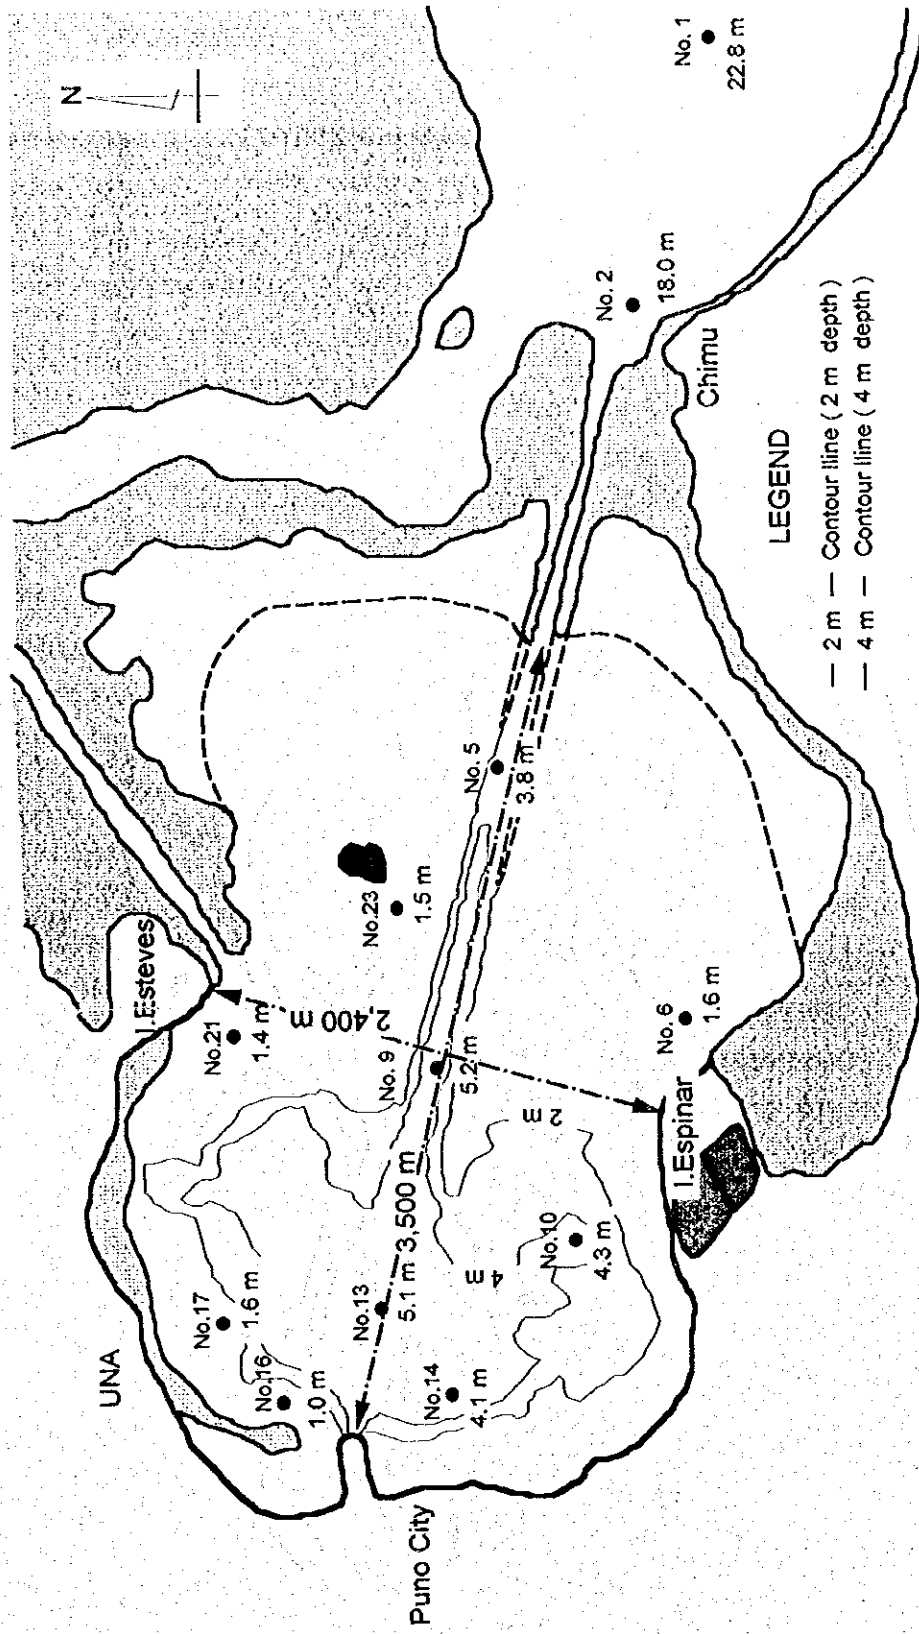 N
No. 1
22.8 m
No. 2
18.0 m
Chimu
No. 5
3.8 m
No.23
1.5 m
I.Esteves
No.21
1.4 m
2,400 m
No. 9
5.2 m
No. 6
1.6 m
I.Espinar
2 m
4 m
3,500 m
No.10
4.3 m
No.13
5.1 m
No.17
1.6 m
No.16
1.0 m
No.14
4.1 m
UNA
Puno City
LEGEND
— 2 m — Contour lline ( 2 m depth )
— 4 m — Contour lline ( 4 m depth )